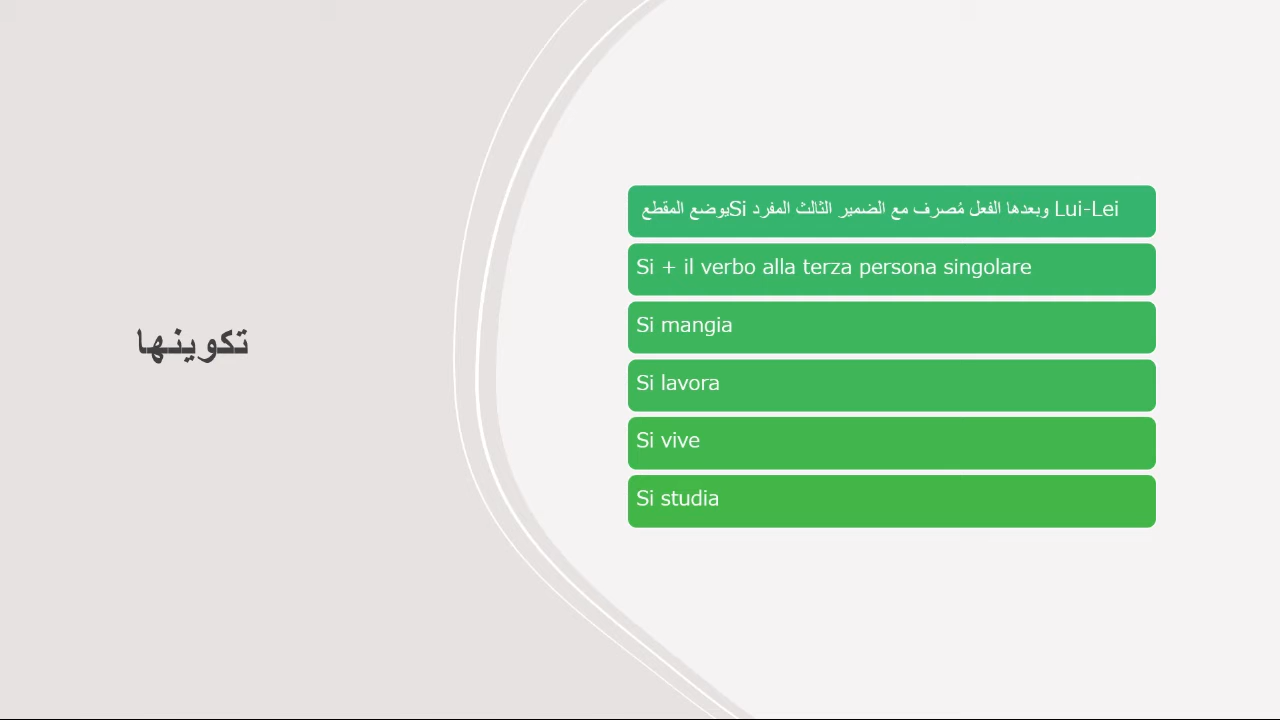 تكوينها
يوضع المقطع Si وبعدها الفعل مُصرف مع الضمير الثالث المفرد Lui-Lei
Si + il verbo alla terza persona singolare
Si mangia
Si lavora
Si vive
Si studia